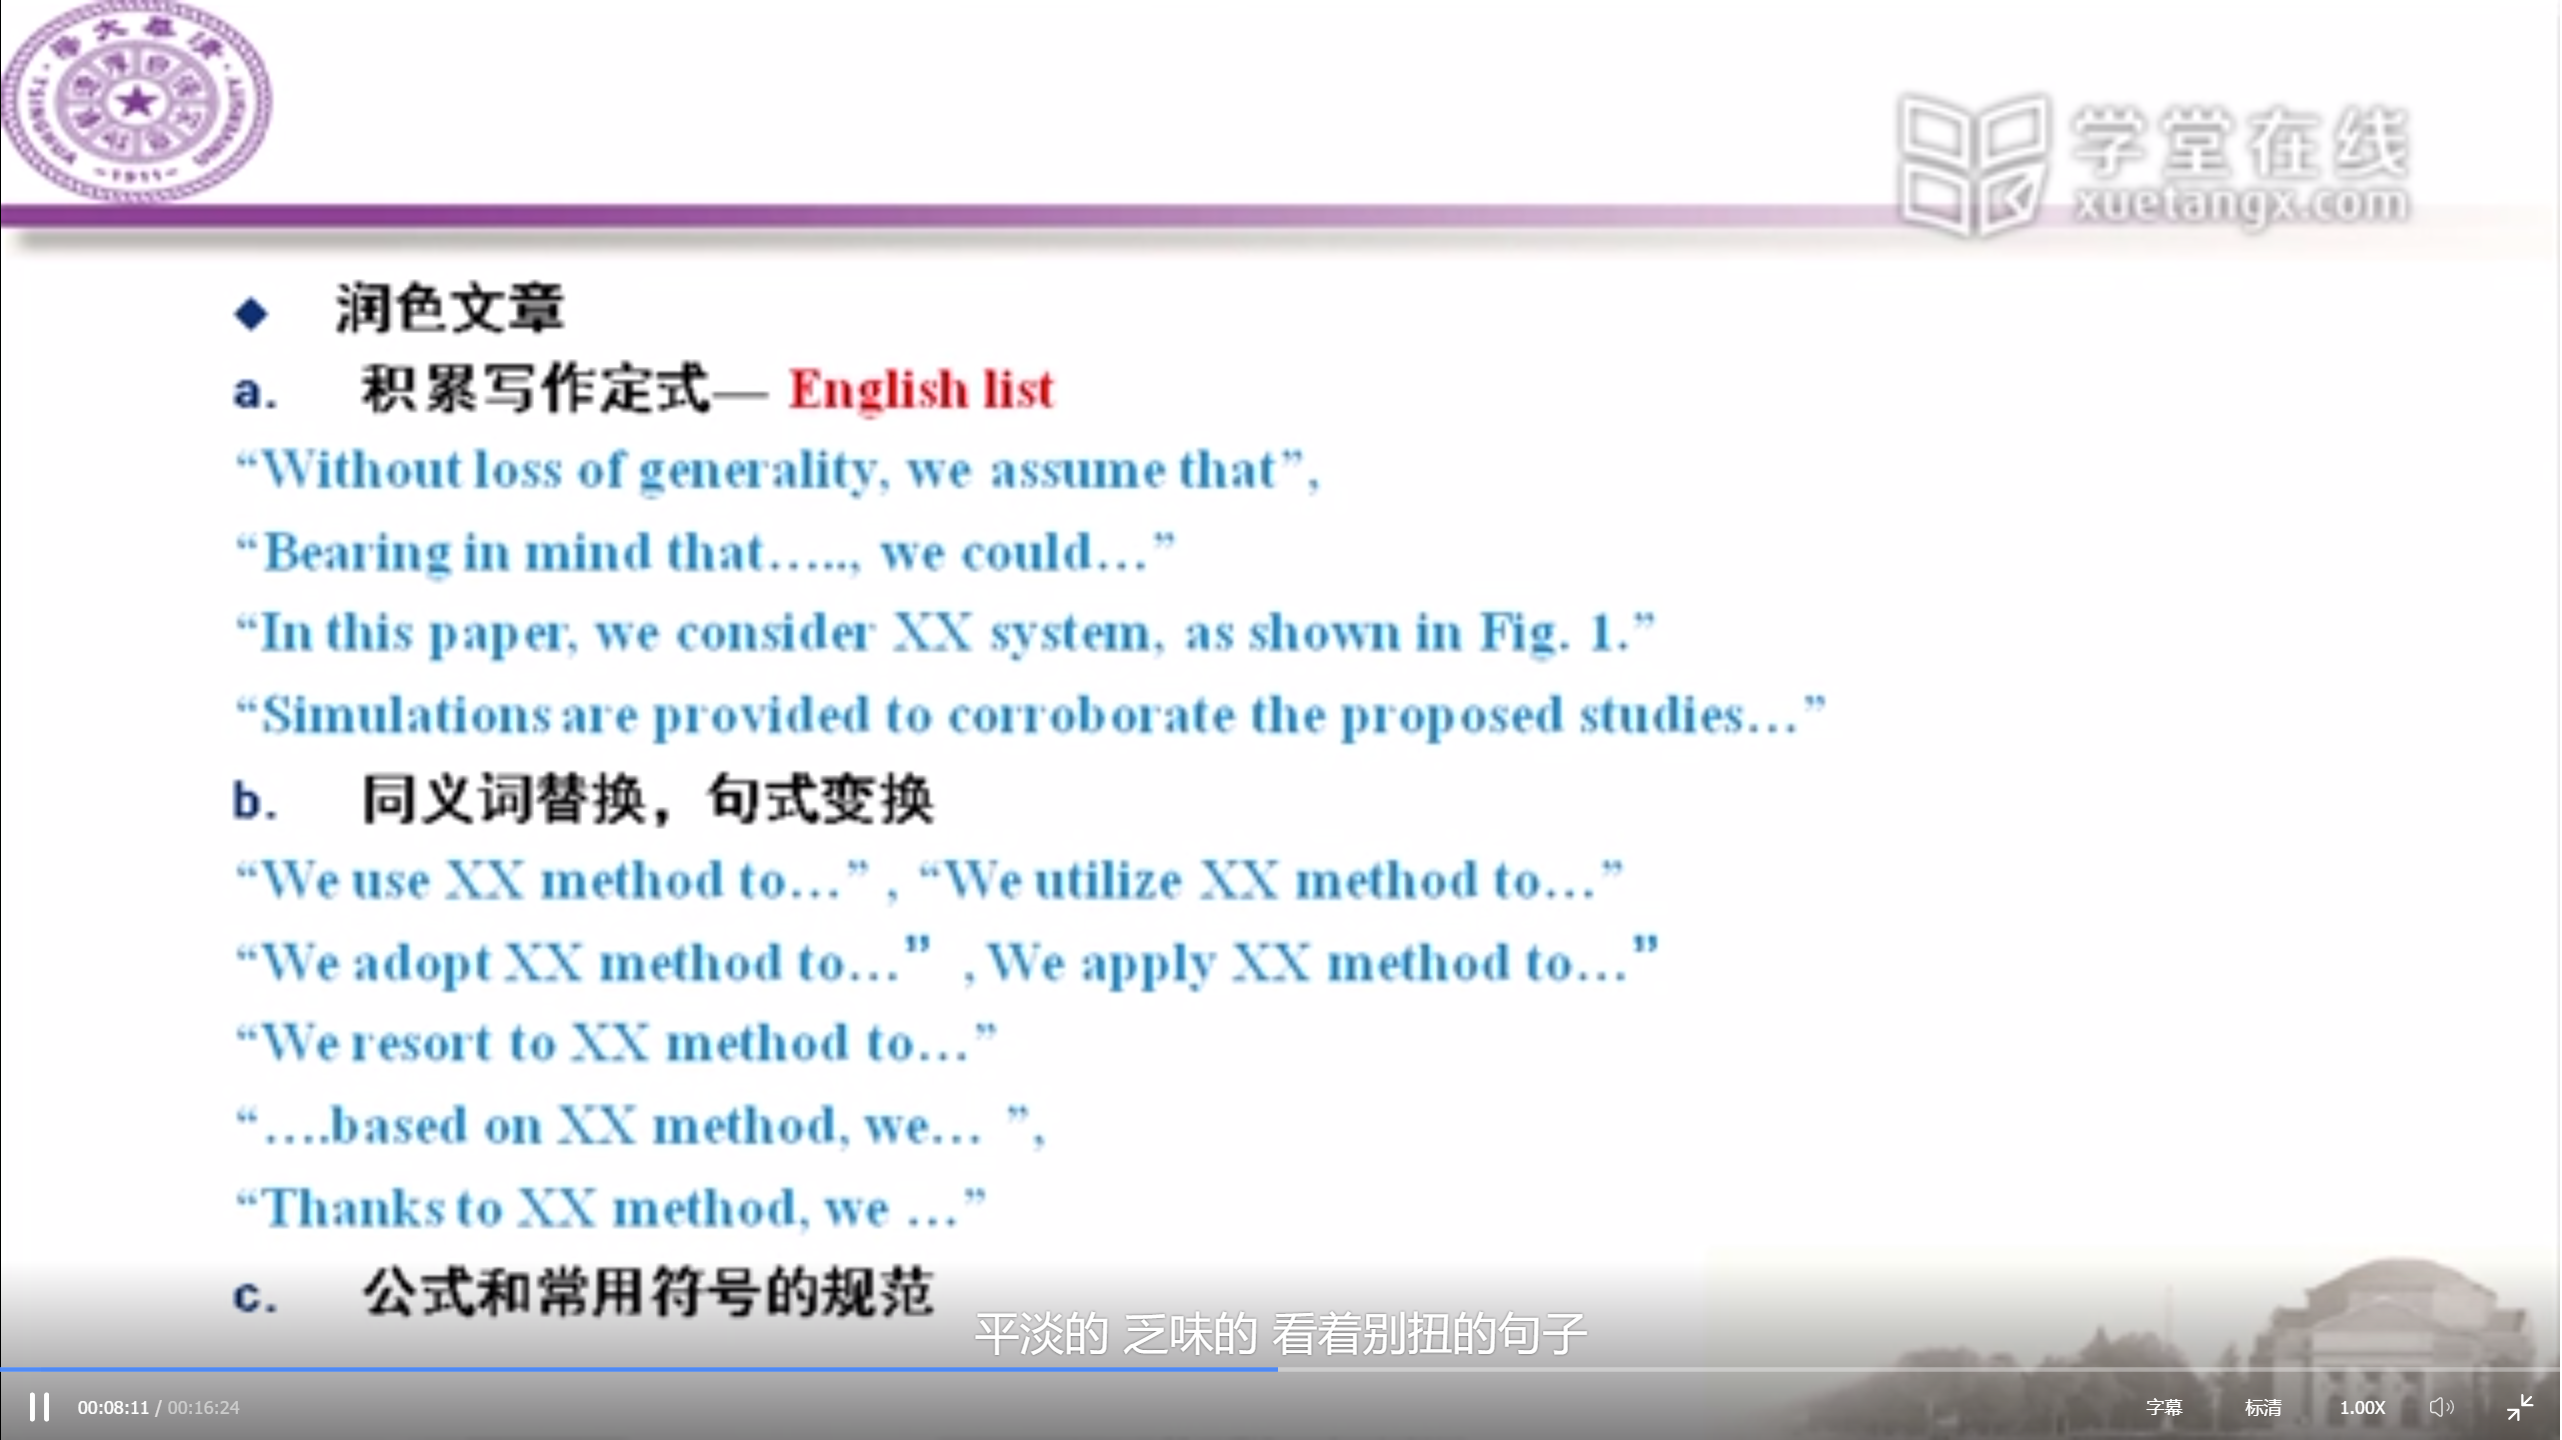 TSINGHUA UNIVERSITY
1911
学堂在线
xuetangx.com
◆ 润色文章
a. 积累写作定式— English list
“Without loss of generality, we assume that”,
“Bearing in mind that….., we could…”
“In this paper, we consider XX system, as shown in Fig. 1.”
“Simulations are provided to corroborate the proposed studies…”
b. 同义词替换，句式变换
“We use XX method to…” , “We utilize XX method to…”
“We adopt XX method to…” , We apply XX method to…”
“We resort to XX method to…”
“….based on XX method, we… ”,
“Thanks to XX method, we …”
c. 公式和常用符号的规范
平淡的 乏味的 看着别扭的句子
00:08:11 / 00:16:24 字幕 标清 1.00X